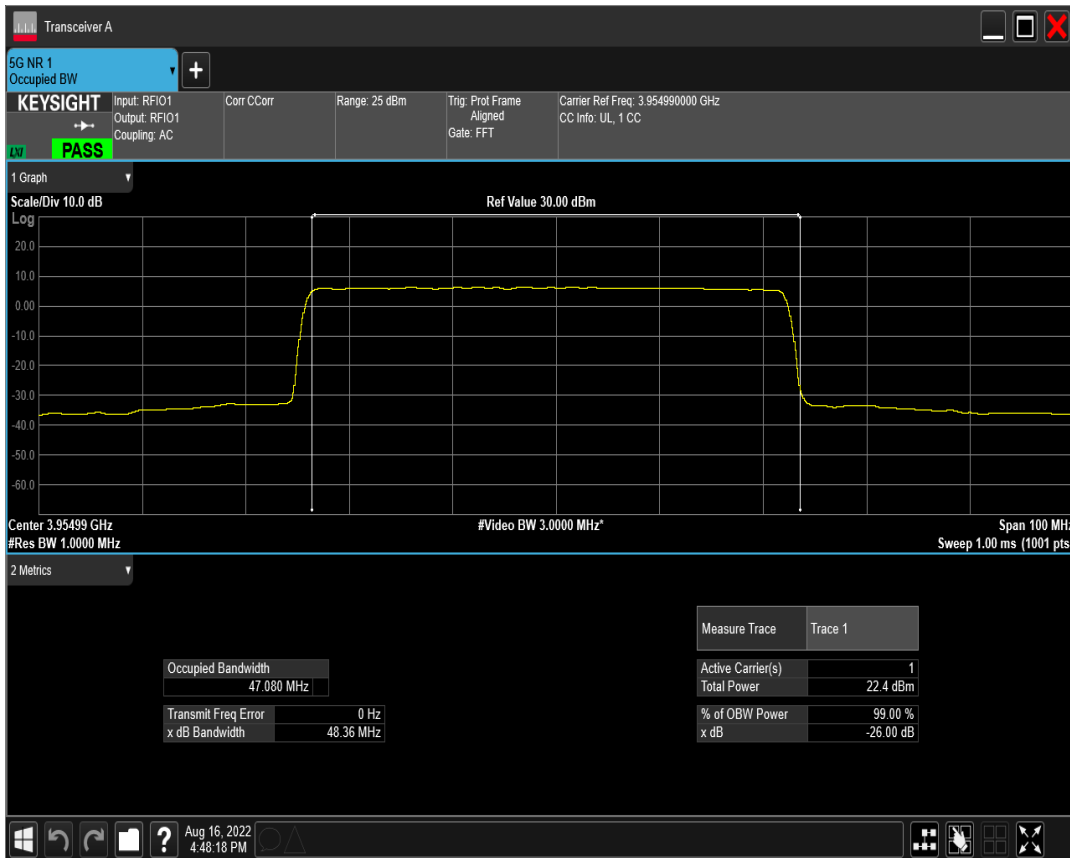 Transceiver A
5G NR 1
Occupied BW
+
KEYSIGHT
LXI
PASS
Input: RFIO1
Output: RFIO1
Coupling: AC
Corr CCorr
Range: 25 dBm
Trig: Prot Frame
Aligned
Gate: FFT
Carrier Ref Freq: 3.954990000 GHz
CC Info: UL, 1 CC
1 Graph
Scale/Div 10.0 dB
Ref Value 30.00 dBm
Log
20.0
10.0
0.00
-10.0
-20.0
-30.0
-40.0
-50.0
-60.0
Center 3.95499 GHz
#Video BW 3.0000 MHz*
Span 100 MHz
#Res BW 1.0000 MHz
Sweep 1.00 ms (1001 pts
2 Metrics
Measure Trace Trace 1
Occupied Bandwidth
47.080 MHz
Active Carrier(s) 1
Total Power 22.4 dBm
Transmit Freq Error 0 Hz
x dB Bandwidth 48.36 MHz
% of OBW Power 99.00 %
x dB -26.00 dB
?
Aug 16, 2022
4:48:18 PM